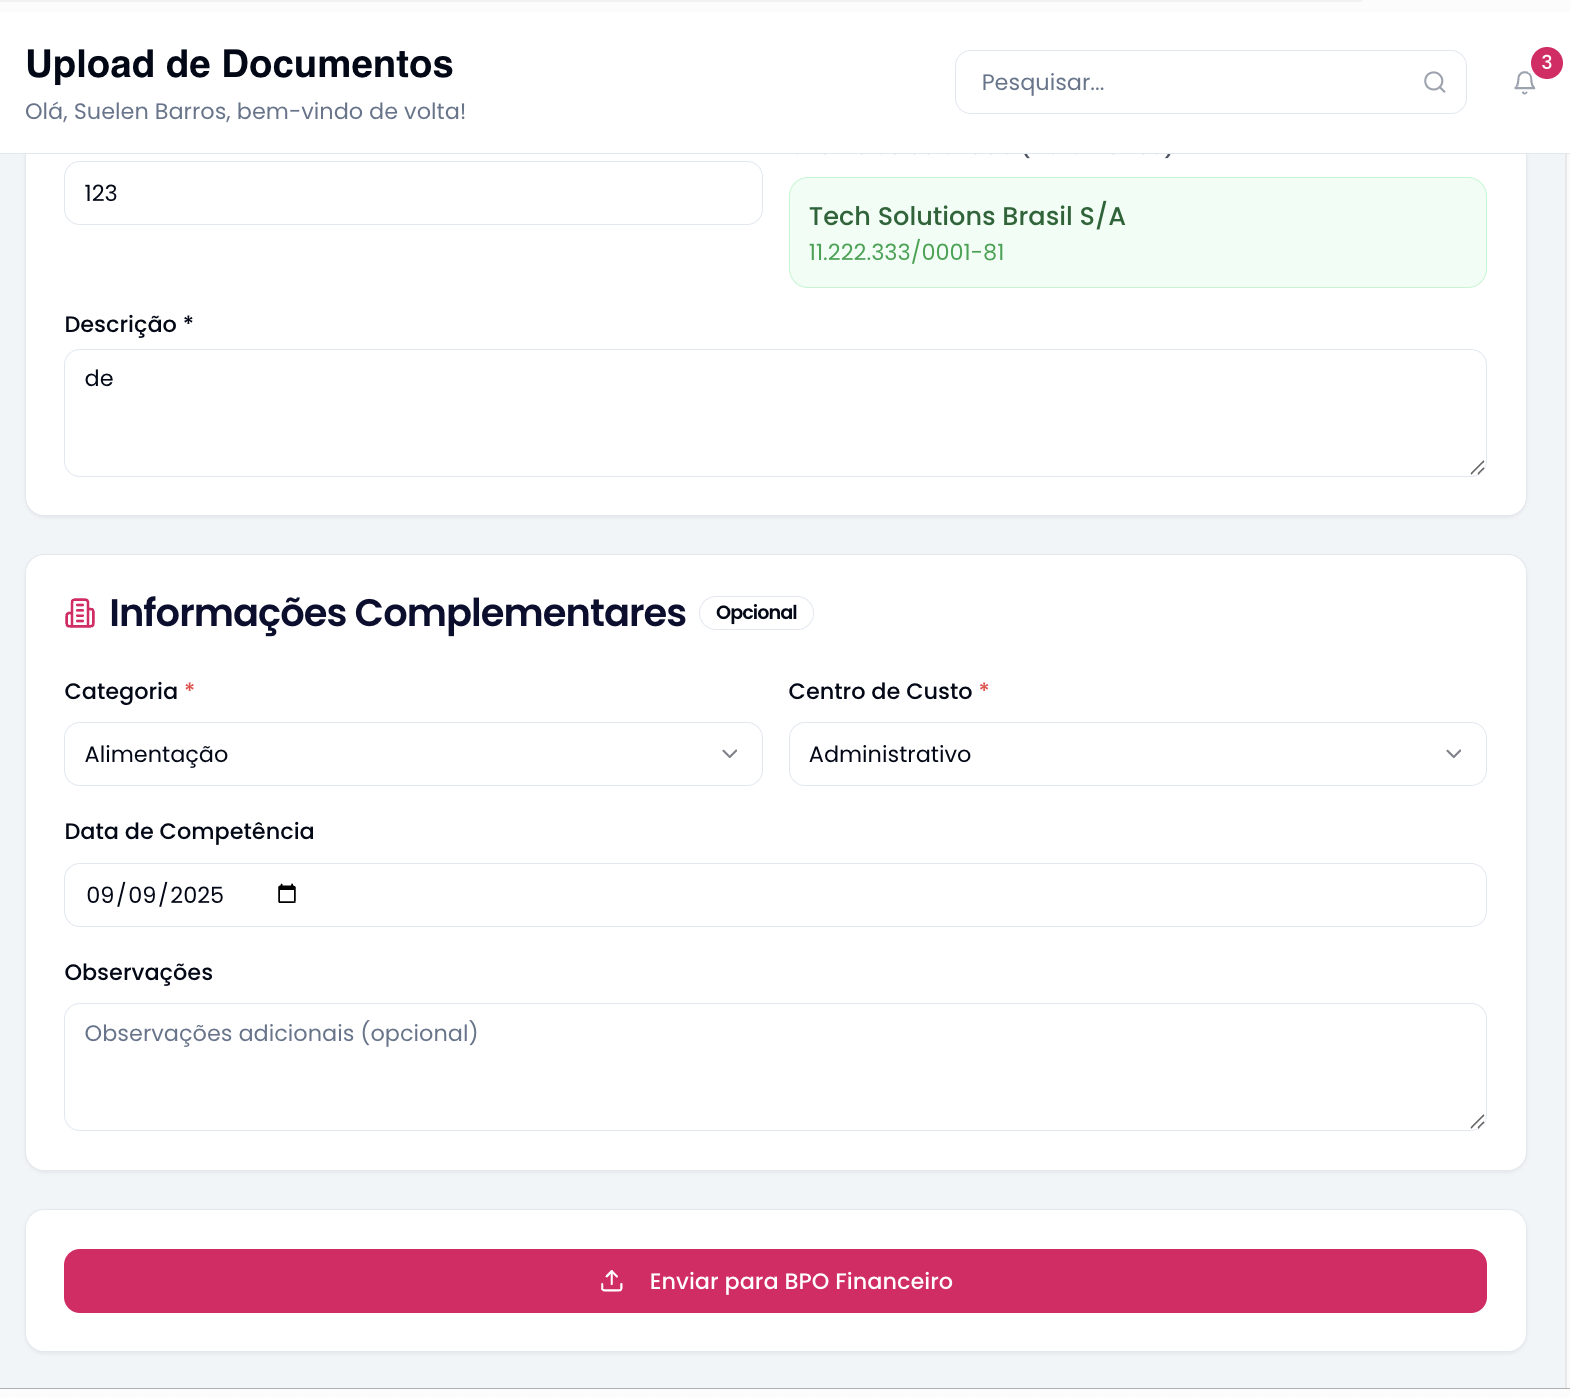 Upload de Documentos
Olá, Suelen Barros, bem-vindo de volta!
Pesquisar...
3
123
Tech Solutions Brasil S/A
11.222.333/0001-81
Descrição *
de
Informações Complementares
Opcional
Categoria *
Centro de Custo *
Alimentação
Administrativo
Data de Competência
09/09/2025
Observações
Observações adicionais (opcional)
Enviar para BPO Financeiro